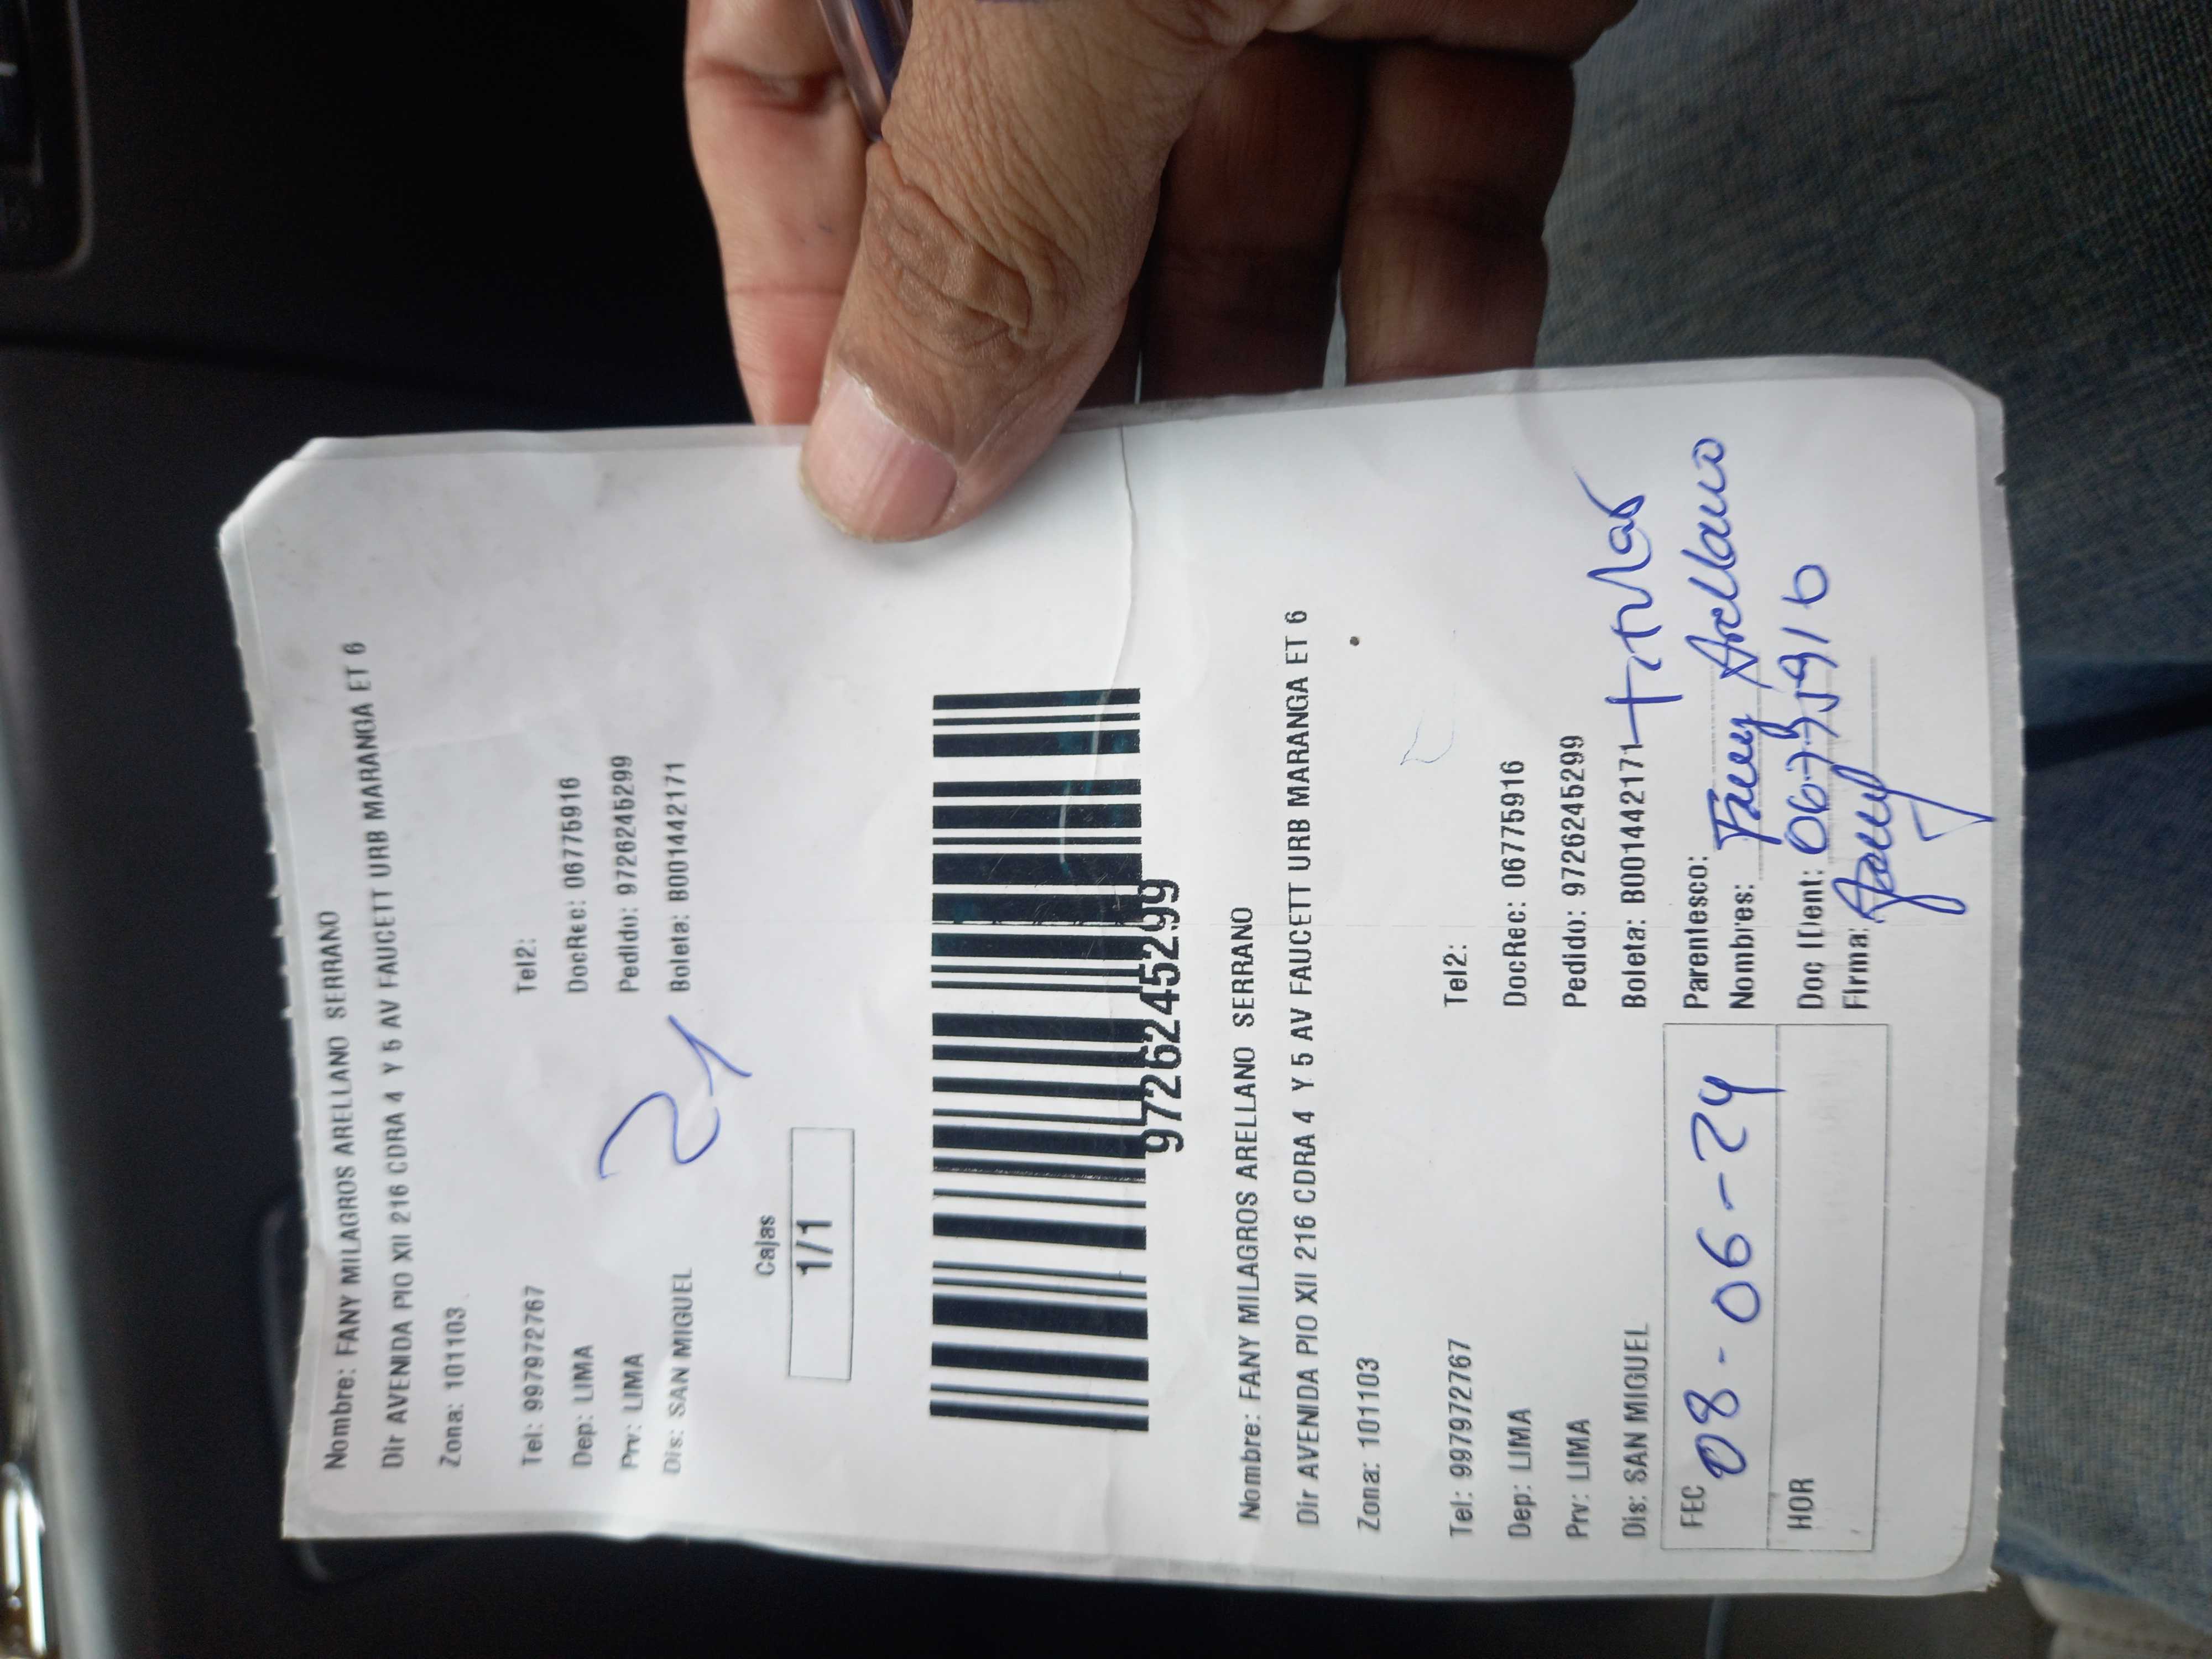 Nombre: FANY MILAGROS ARELLANO SERRANO
Dir AVENIDA PIO XII 216 CDRA 4 Y 5 AV FAUCETT URB MARANGA ET 6
Zona: 101103
Tel: 997972767 Tel2:
Dep: LIMA DocRec: 06775916
Prv: LIMA Pedido: 9726245299
Dis: SAN MIGUEL Boleta: B001442171
21
Cajas
1/1
9726245299
Nombre: FANY MILAGROS ARELLANO SERRANO
Dir AVENIDA PIO XII 216 CDRA 4 Y 5 AV FAUCETT URB MARANGA ET 6
Zona: 101103
Tel: 997972767 Tel2:
Dep: LIMA DocRec: 06775916
Prv: LIMA Pedido: 9726245299
Dis: SAN MIGUEL Boleta: B001442171
FEC 08-06-24 Parentesco: titular
Nombres: Fany Arellano
HOR Doc IDent: 06775916
Firma: Fany